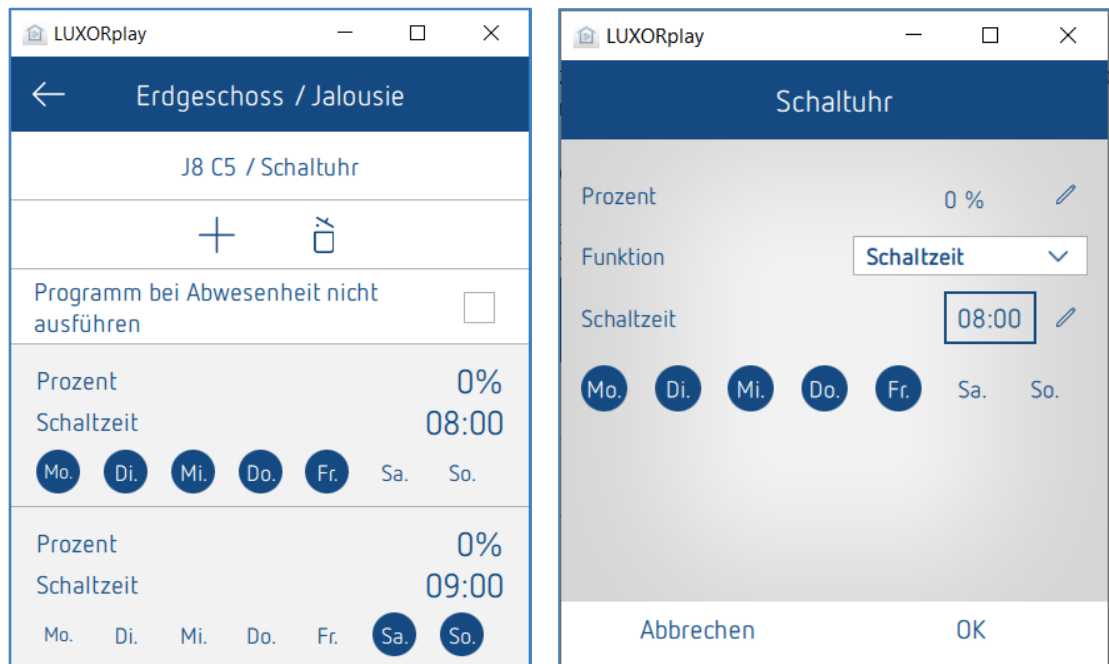 LUXORplay
Erdgeschoss / Jalousie
J8 C5 / Schaltuhr
Programm bei Abwesenheit nicht
ausführen
Prozent 0%
Schaltzeit 08:00
Mo. Di. Mi. Do. Fr. Sa. So.
Prozent 0%
Schaltzeit 09:00
Mo. Di. Mi. Do. Fr. Sa. So.
LUXORplay
Schaltuhr
Prozent 0 %
Funktion Schaltzeit
Schaltzeit 08:00
Mo. Di. Mi. Do. Fr. Sa. So.
Abbrechen OK